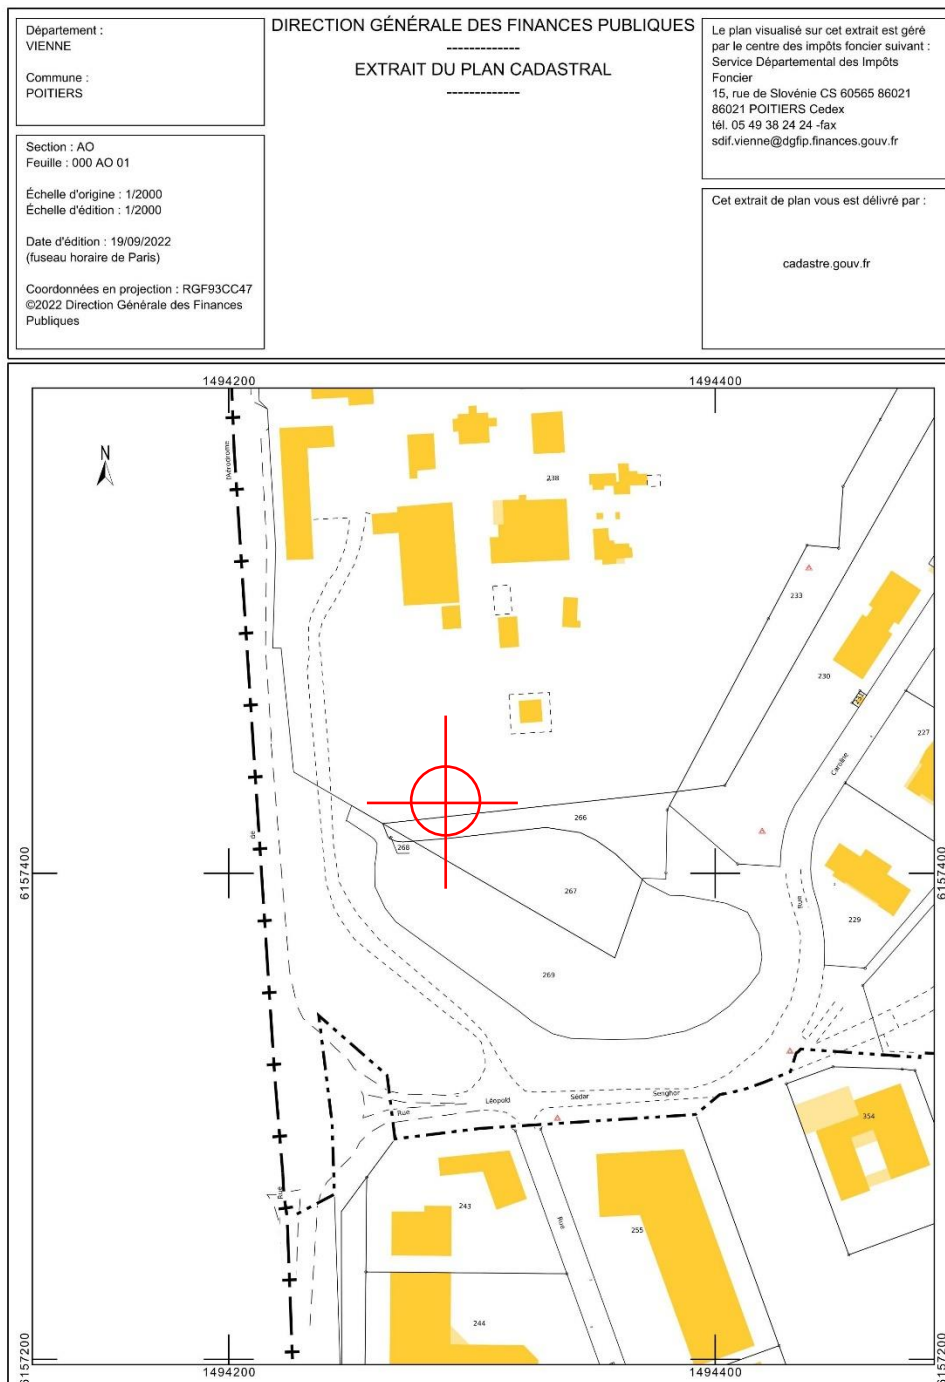 Département :
VIENNE
Commune :
POITIERS
Section : AO
Feuille : 000 AO 01
Échelle d'origine : 1/2000
Échelle d'édition : 1/2000
Date d'édition : 19/09/2022
(fuseau horaire de Paris)
Coordonnées en projection : RGF93CC47
©2022 Direction Générale des Finances
Publiques
DIRECTION GÉNÉRALE DES FINANCES PUBLIQUES
-------------
EXTRAIT DU PLAN CADASTRAL
-------------
Le plan visualisé sur cet extrait est géré
par le centre des impôts foncier suivant :
Service Départemental des Impôts
Foncier
15, rue de Slovénie CS 60565 86021
86021 POITIERS Cedex
tél. 05 49 38 24 24 -fax
sdif.vienne@dgfip.finances.gouv.fr
Cet extrait de plan vous est délivré par :
cadastre.gouv.fr
1494200
1494400
N
l'Aérodrome
238
233
230
231
227
Caroline
266
268
de
6157400
6157400
267
Rue
229
269
Rue
Léopold
Sédar
Senghor
354
Rue
243
Rue
255
244
6157200
6157200
1494200
1494400